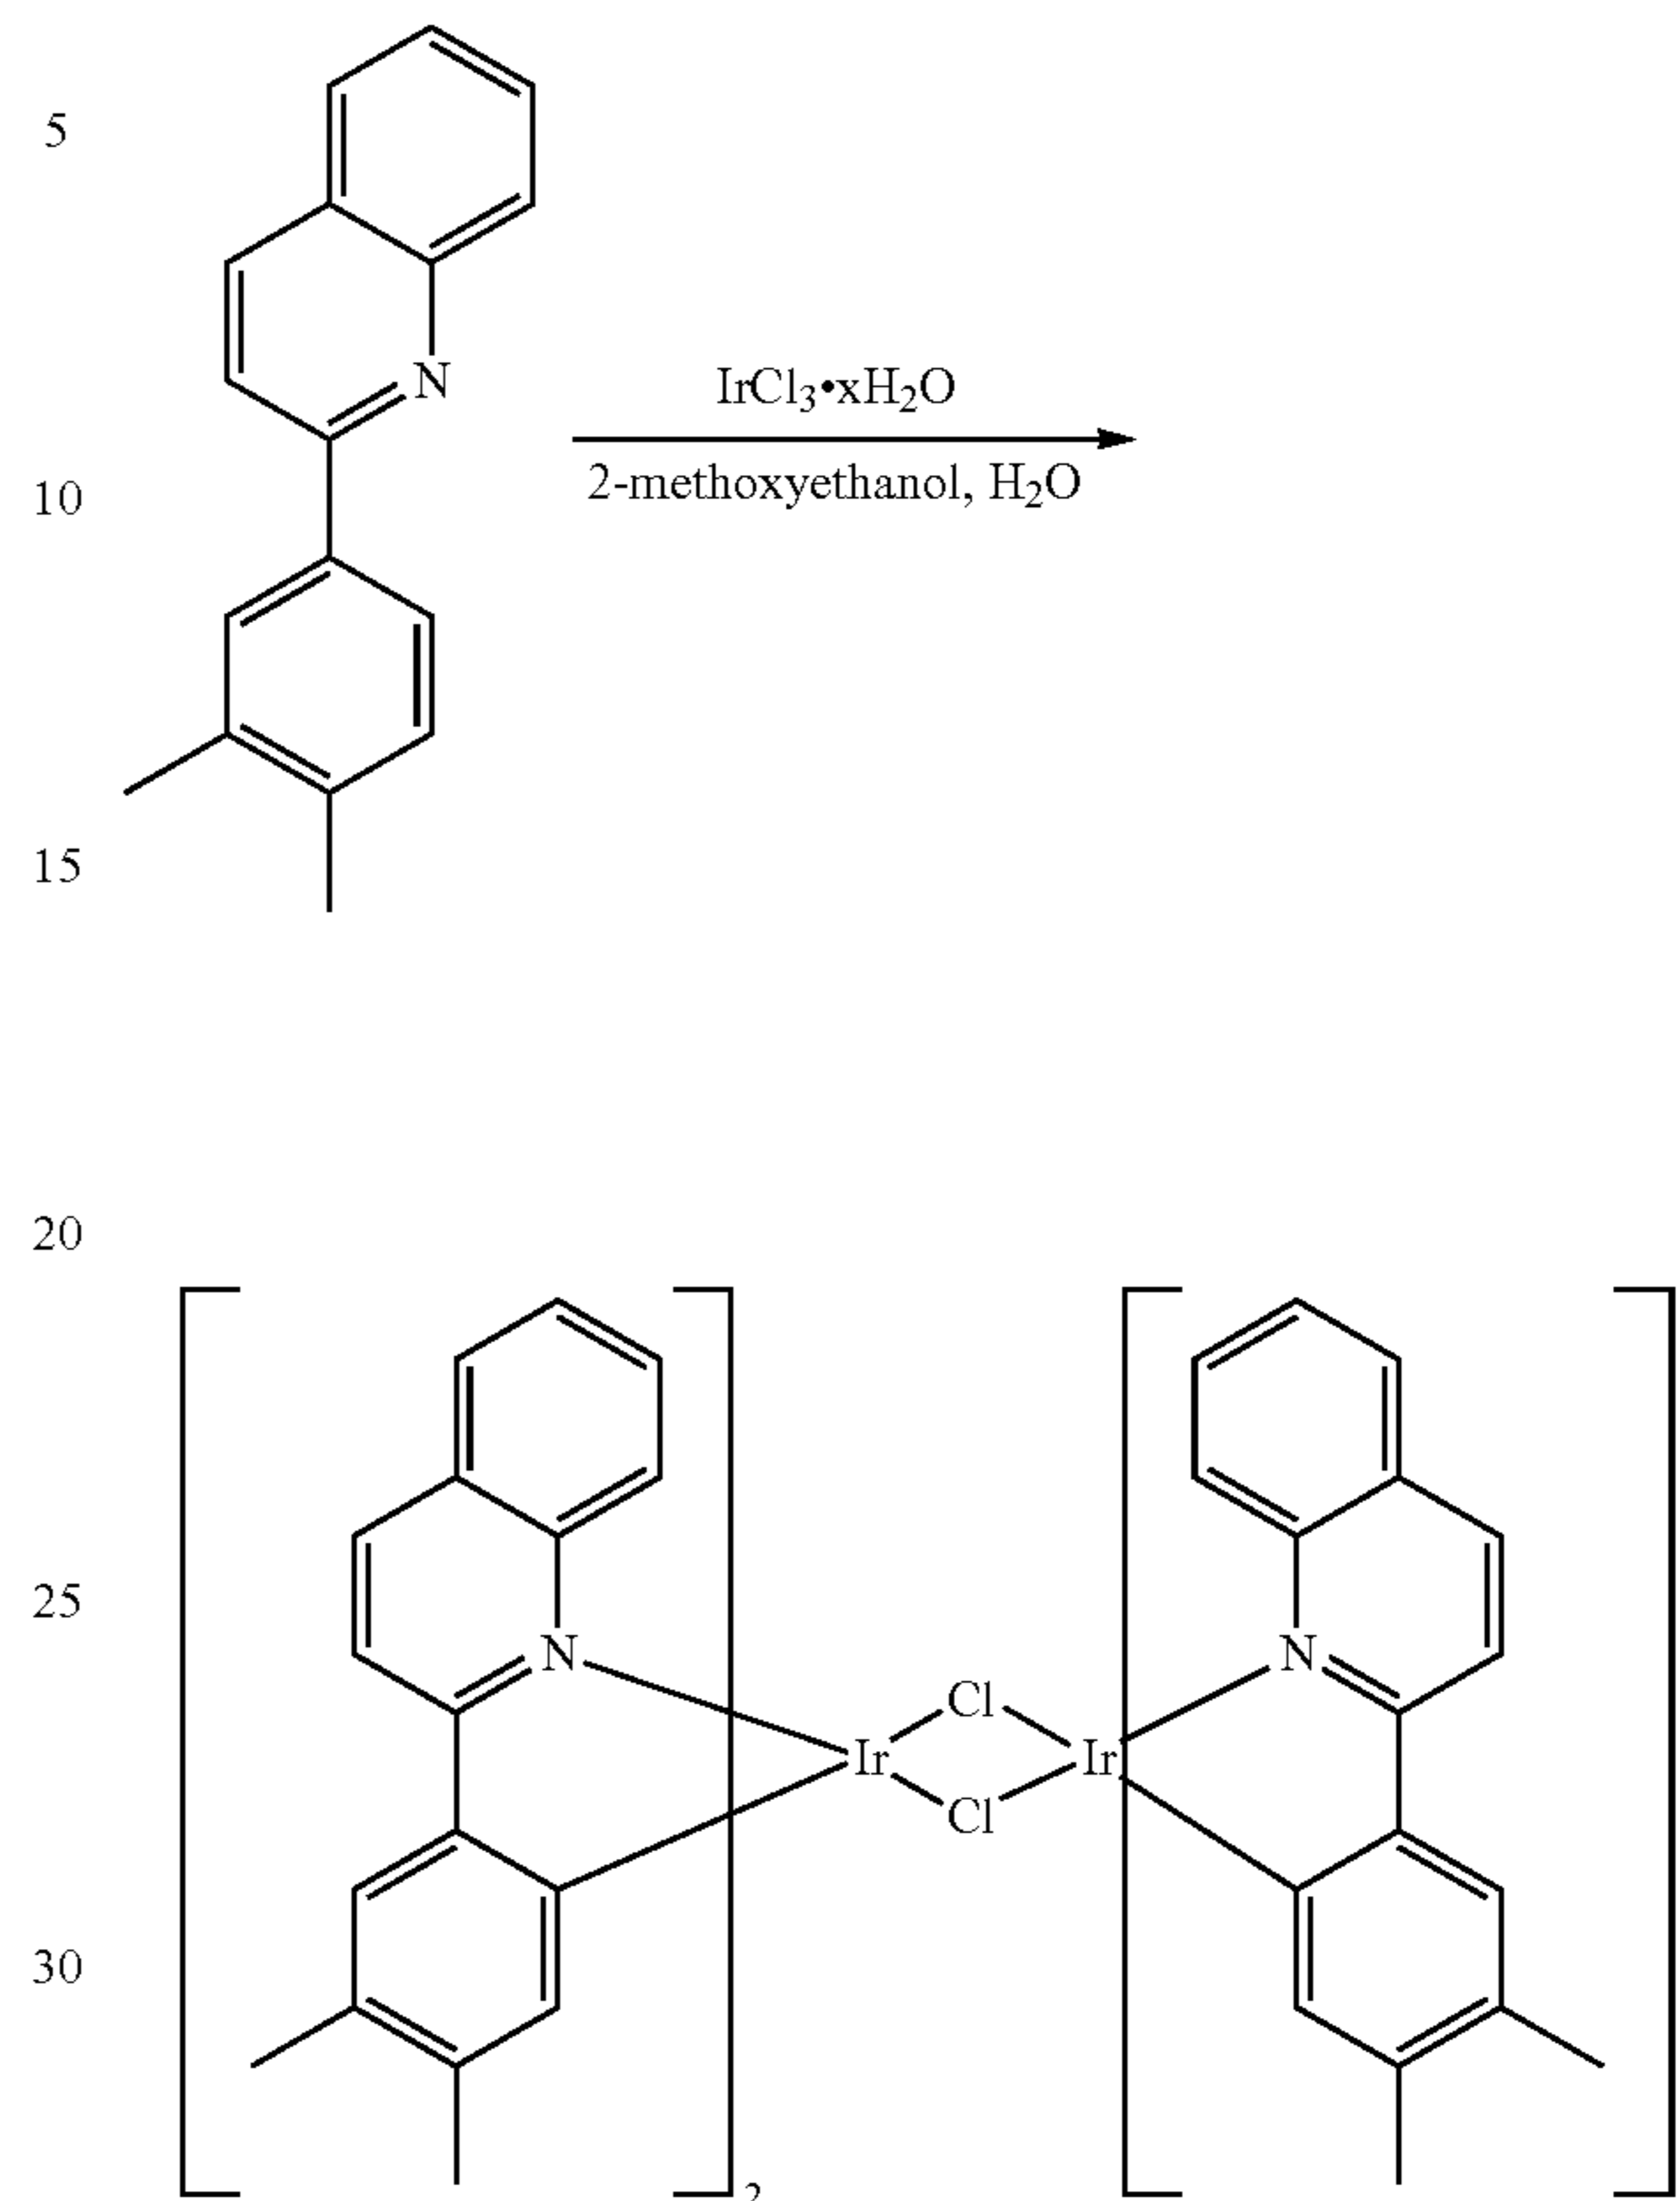 5
N
IrCl₃•xH₂O
2-methoxyethanol, H₂O
10
15
20
25
N
N
Cl
Ir
Ir
Cl
30
2